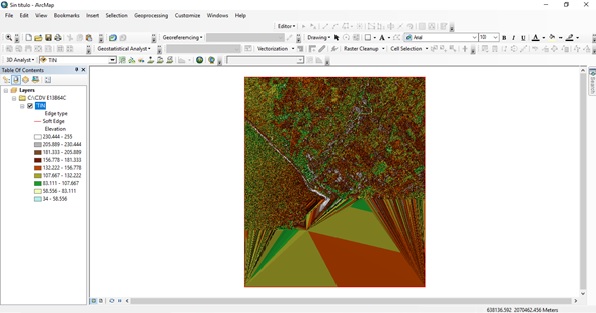 Sin título - ArcMap
File Edit View Bookmarks Insert Selection Geoprocessing Customize Windows Help
Editor
Georeferencing Drawing Arial 10 B I U A
Geostatistical Analyst Vectorization Raster Cleanup Cell Selection
3D Analyst TIN
Table Of Contents
Layers
TIN
Edge type
Soft Edge
Elevation
230.444 - 255
205.889 - 230.444
181.333 - 205.889
156.778 - 181.333
132.222 - 156.778
107.667 - 132.222
83.111 - 107.667
58.556 - 83.111
34 - 58.556
Search
638136.592 2070462.456 Meters